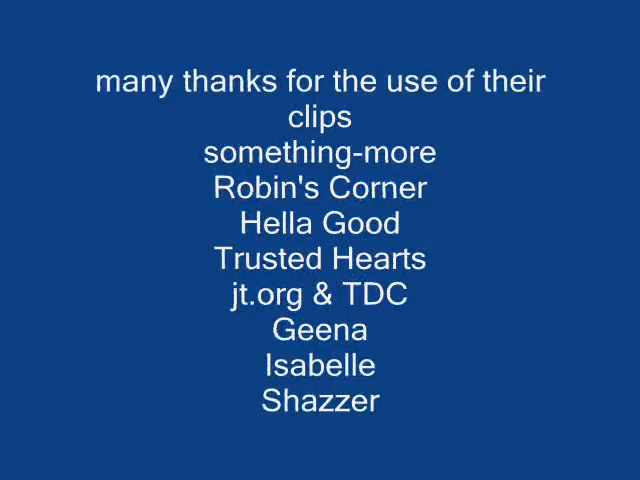 many thanks for the use of their
clips
something-more
Robin's Corner
Hella Good
Trusted Hearts
jt.org & TDC
Geena
Isabelle
Shazzer